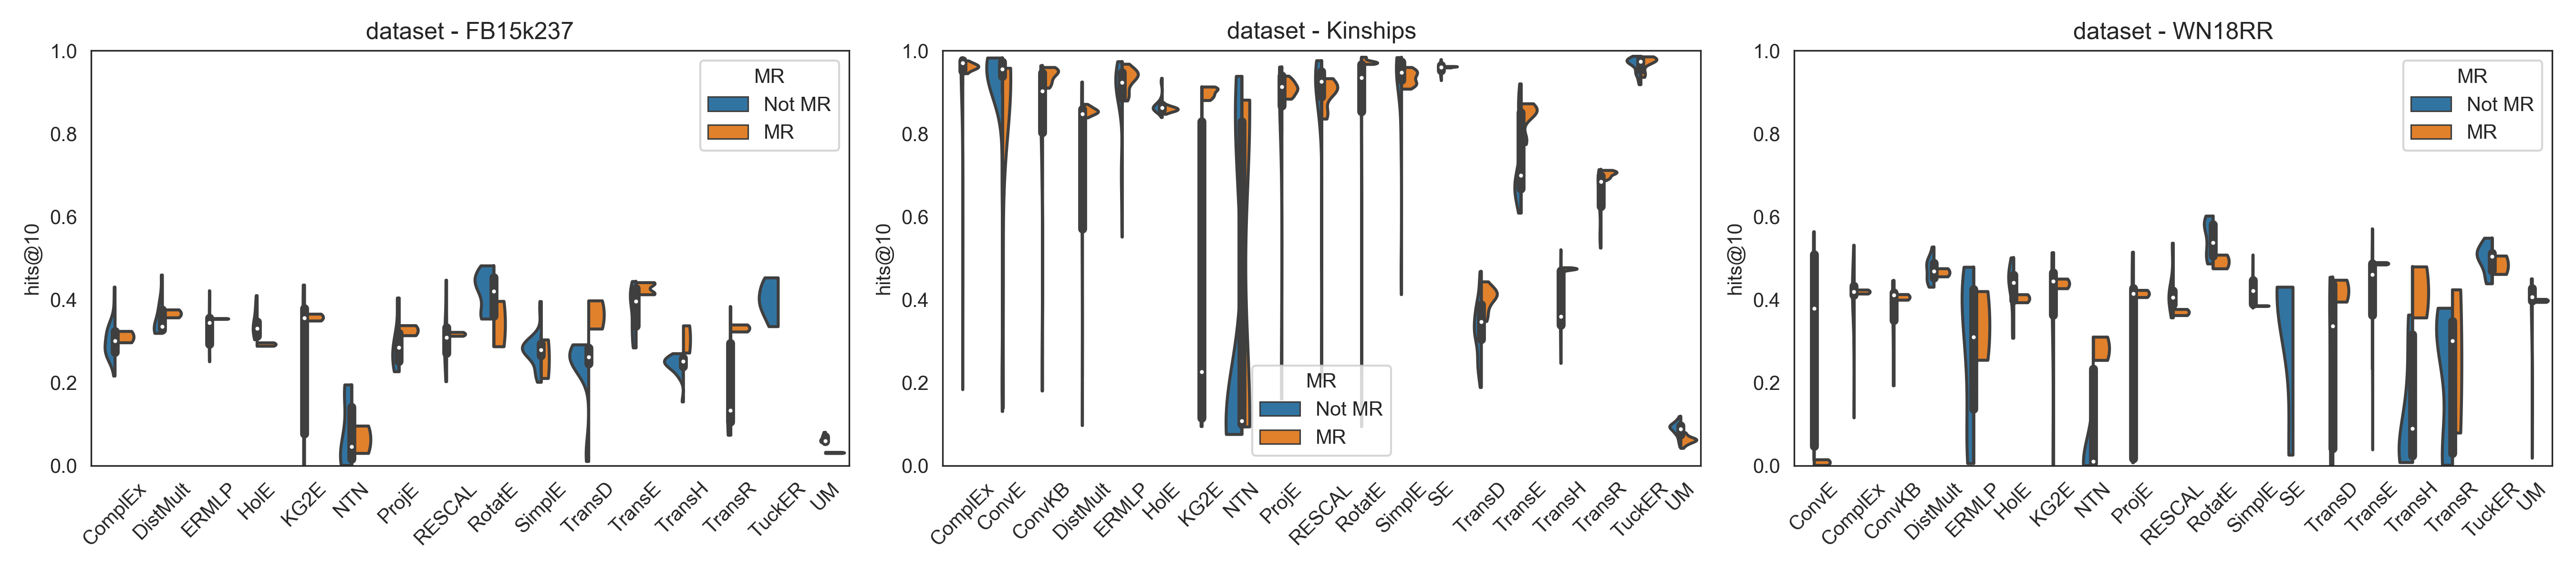 dataset - FB15k237
hits@10
1.0
0.8
0.6
0.4
0.2
0.0
MR
Not MR
MR
ComplEx
DistMult
ERMLP
HolE
KG2E
NTN
ProjE
RESCAL
RotatE
SimplE
TransD
TransE
TransH
TransR
TuckER
UM
dataset - Kinships
hits@10
1.0
0.8
0.6
0.4
0.2
0.0
MR
Not MR
MR
ComplEx
ConvE
ConvKB
DistMult
ERMLP
HolE
KG2E
NTN
ProjE
RESCAL
RotatE
SimplE
SE
TransD
TransE
TransH
TransR
TuckER
UM
dataset - WN18RR
hits@10
1.0
0.8
0.6
0.4
0.2
0.0
MR
Not MR
MR
ConvE
ComplEx
ConvKB
DistMult
ERMLP
HolE
KG2E
NTN
ProjE
RESCAL
RotatE
SimplE
SE
TransD
TransE
TransH
TransR
TuckER
UM